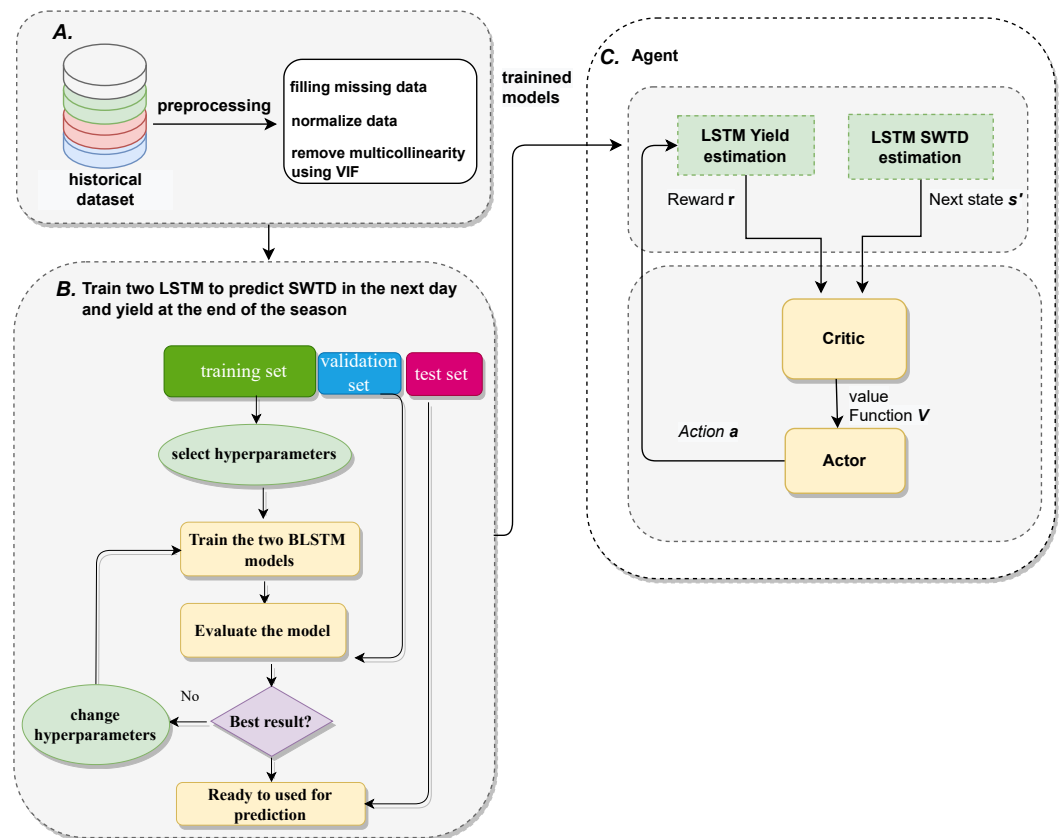 A.
preprocessing
historical
dataset
filling missing data
normalize data
remove multicollinearity
using VIF
trainined
models
B. Train two LSTM to predict SWTD in the next day
and yield at the end of the season
training set
validation
set
test set
select hyperparameters
Train the two BLSTM
models
Evaluate the model
No
Best result?
change
hyperparameters
Ready to used for
prediction
C. Agent
LSTM Yield
estimation
LSTM SWTD
estimation
Reward r
Next state s'
Critic
value
Function V
Action a
Actor